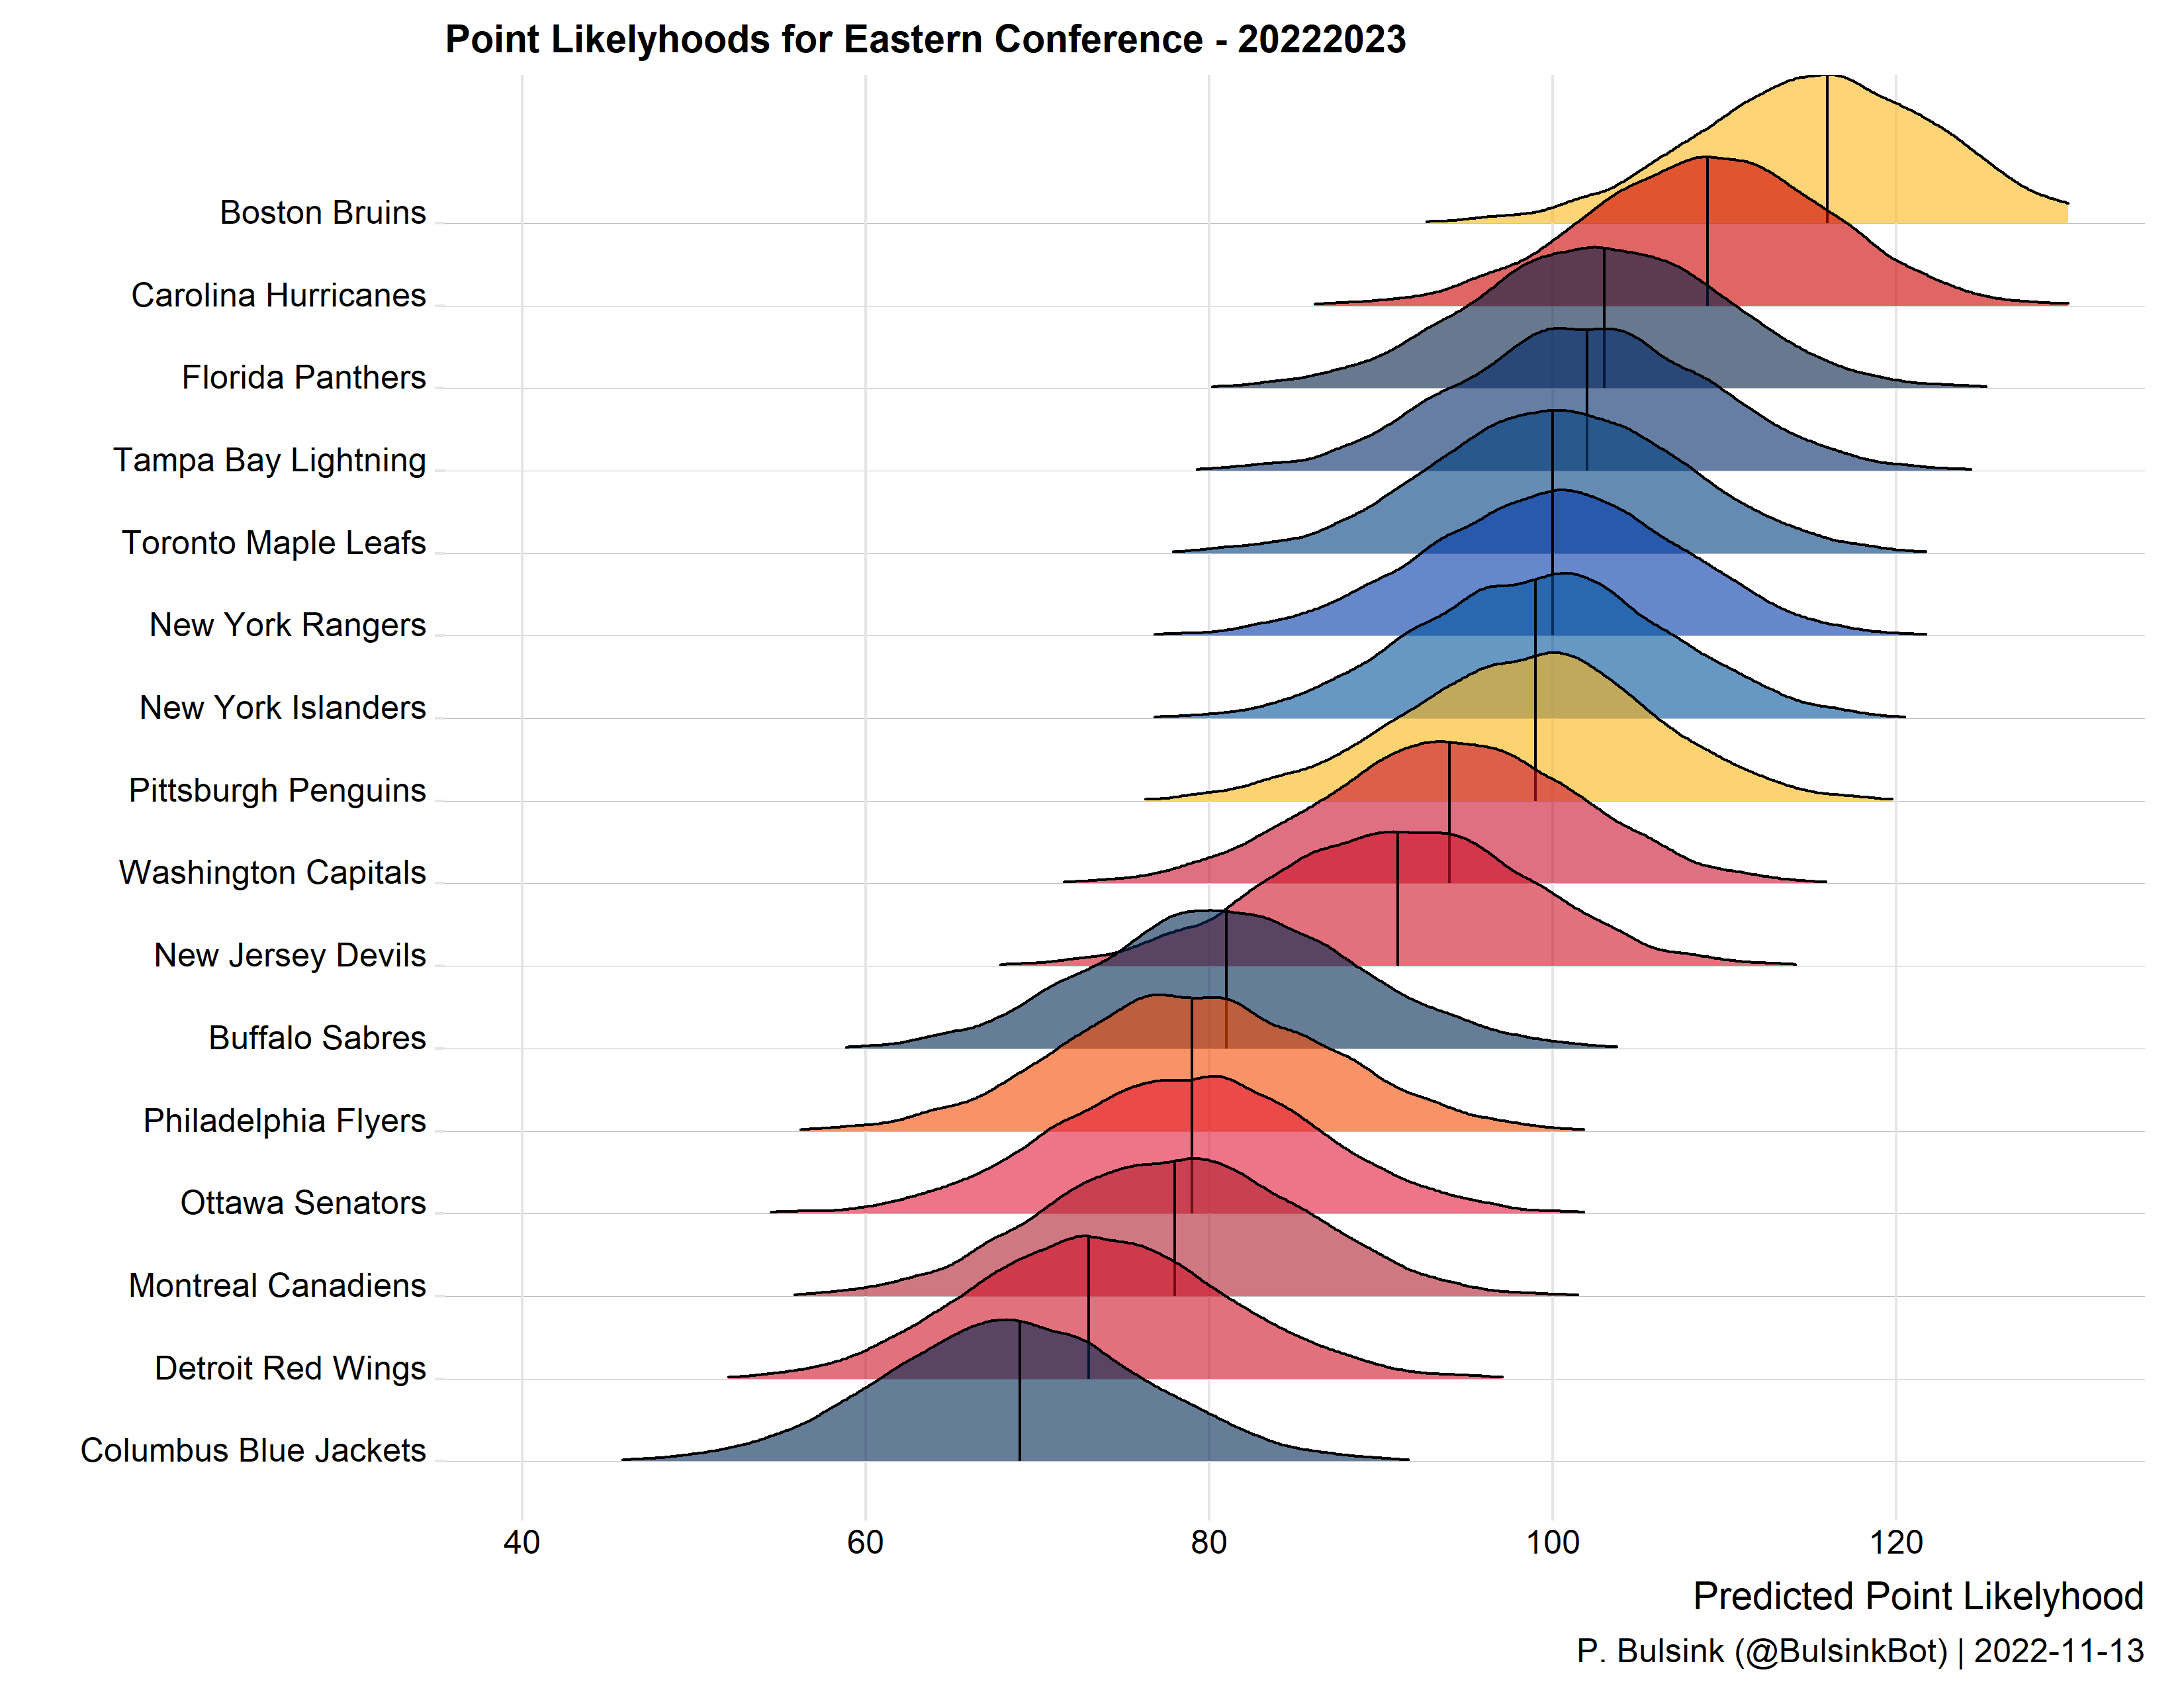 Point Likelyhoods for Eastern Conference - 20222023
Boston Bruins
Carolina Hurricanes
Florida Panthers
Tampa Bay Lightning
Toronto Maple Leafs
New York Rangers
New York Islanders
Pittsburgh Penguins
Washington Capitals
New Jersey Devils
Buffalo Sabres
Philadelphia Flyers
Ottawa Senators
Montreal Canadiens
Detroit Red Wings
Columbus Blue Jackets
40 60 80 100 120
Predicted Point Likelyhood
P. Bulsink (@BulsinkBot) | 2022-11-13